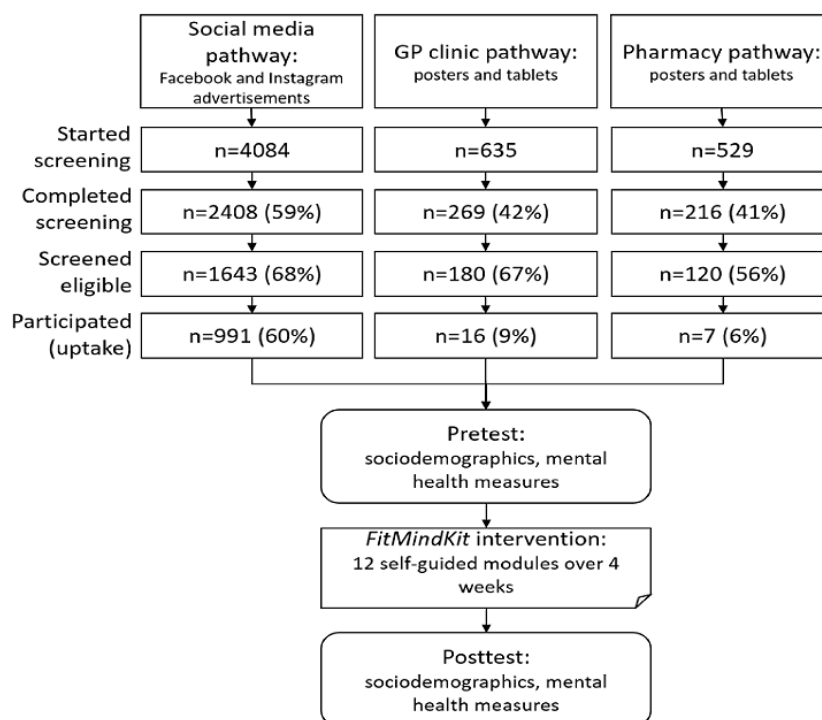 Social media
pathway:
Facebook and Instagram
advertisements
GP clinic pathway:
posters and tablets
Pharmacy pathway:
posters and tablets
Started
screening
n=4084
n=635
n=529
Completed
screening
n=2408 (59%)
n=269 (42%)
n=216 (41%)
Screened
eligible
n=1643 (68%)
n=180 (67%)
n=120 (56%)
Participated
(uptake)
n=991 (60%)
n=16 (9%)
n=7 (6%)
Pretest:
sociodemographics, mental
health measures
FitMindKit intervention:
12 self-guided modules over 4
weeks
Posttest:
sociodemographics, mental
health measures